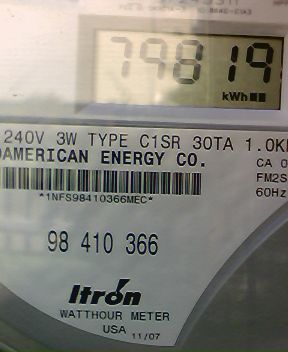 79819
kWh
240V 3W TYPE C1SR 30TA 1.0K
AMERICAN ENERGY CO.
CA 0
FM2S
60Hz
*1NFS98410366MEC*
98 410 366
Itron
WATTHOUR METER
USA 11/07